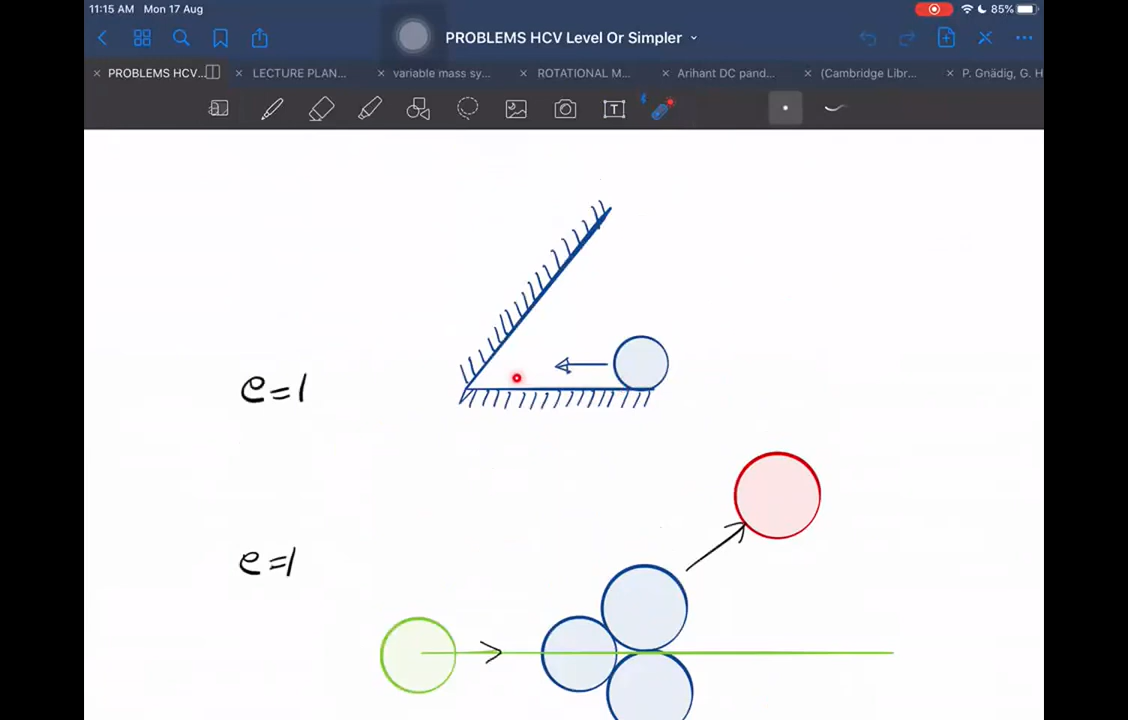 11:15 AM Mon 17 Aug
85%
PROBLEMS HCV Level Or Simpler
PROBLEMS HCV...
LECTURE PLAN...
variable mass sy...
ROTATIONAL M...
Arihant DC pand...
(Cambridge Libr...
P. Gnädig, G. H
T
e=1
e=1